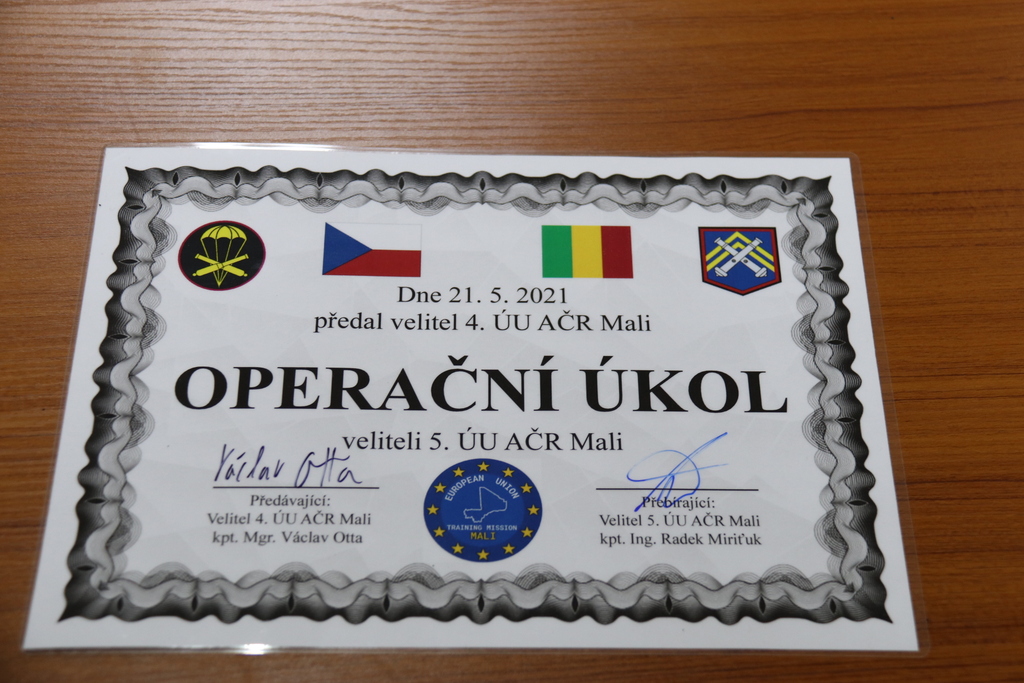 Dne 21. 5. 2021
předal velitel 4. ÚU AČR Mali
OPERAČNÍ ÚKOL
veliteli 5. ÚU AČR Mali
Václav Otta
Předávající:
Velitel 4. ÚU AČR Mali
kpt. Mgr. Václav Otta
EUROPEAN UNION
TRAINING MISSION
MALI
Přebírající:
Velitel 5. ÚU AČR Mali
kpt. Ing. Radek Miriťuk